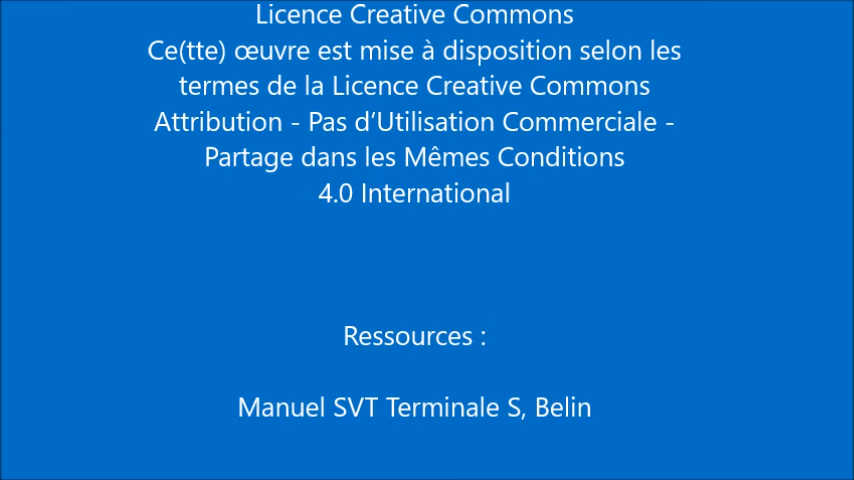 Licence Creative Commons
Ce(tte) œuvre est mise à disposition selon les
termes de la Licence Creative Commons
Attribution - Pas d’Utilisation Commerciale -
Partage dans les Mêmes Conditions
4.0 International
Ressources :
Manuel SVT Terminale S, Belin